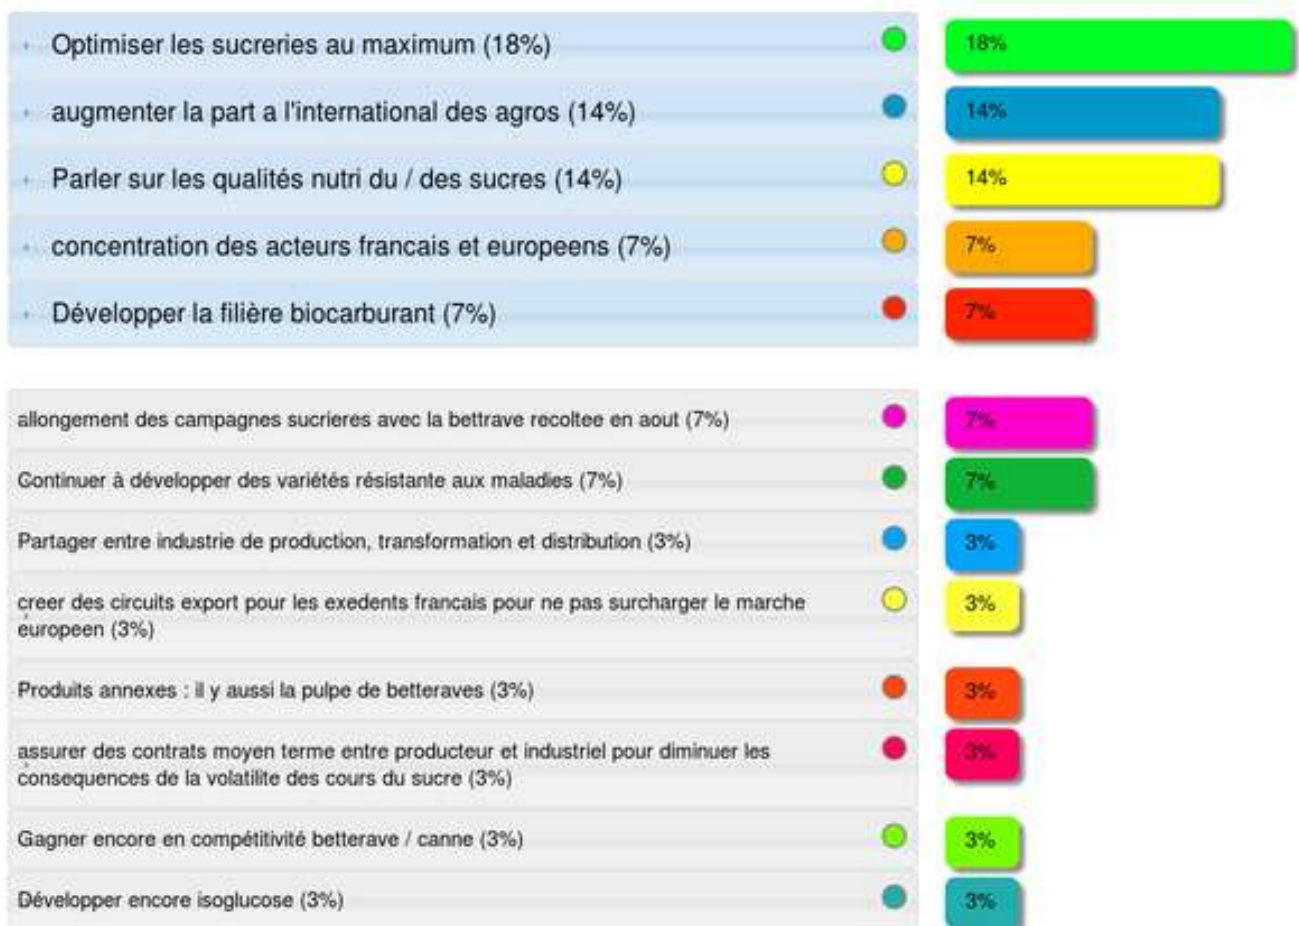 Optimiser les sucreries au maximum (18%) 18%
augmenter la part a l'international des agros (14%) 14%
Parler sur les qualités nutri du / des sucres (14%) 14%
concentration des acteurs francais et europeens (7%) 7%
Développer la filière biocarburant (7%) 7%
allongement des campagnes sucrieres avec la bettrave recoltee en aout (7%) 7%
Continuer à développer des variétés résistante aux maladies (7%) 7%
Partager entre industrie de production, transformation et distribution (3%) 3%
creer des circuits export pour les exedents francais pour ne pas surcharger le marche 3%
europeen (3%)
Produits annexes : il y aussi la pulpe de betteraves (3%) 3%
assurer des contrats moyen terme entre producteur et industriel pour diminuer les 3%
consequences de la volatilite des cours du sucre (3%)
Gagner encore en compétitivité betterave / canne (3%) 3%
Développer encore isoglucose (3%) 3%